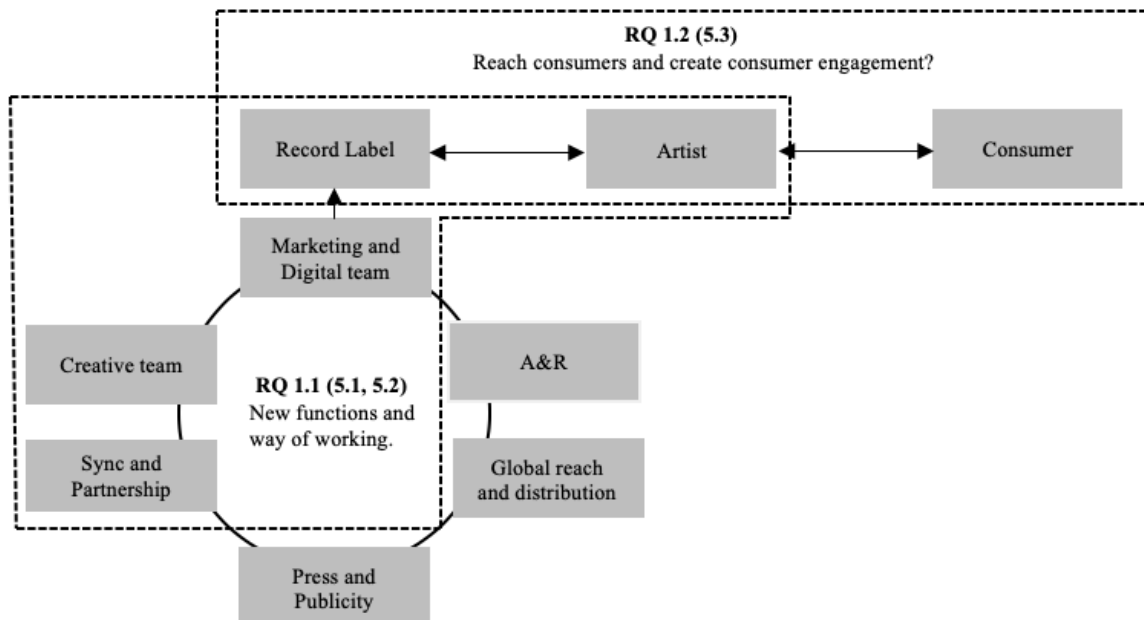 RQ 1.2 (5.3)
Reach consumers and create consumer engagement?
Record Label
Artist
Consumer
Marketing and
Digital team
Creative team
A&R
RQ 1.1 (5.1, 5.2)
New functions and
way of working.
Sync and
Partnership
Global reach
and distribution
Press and
Publicity